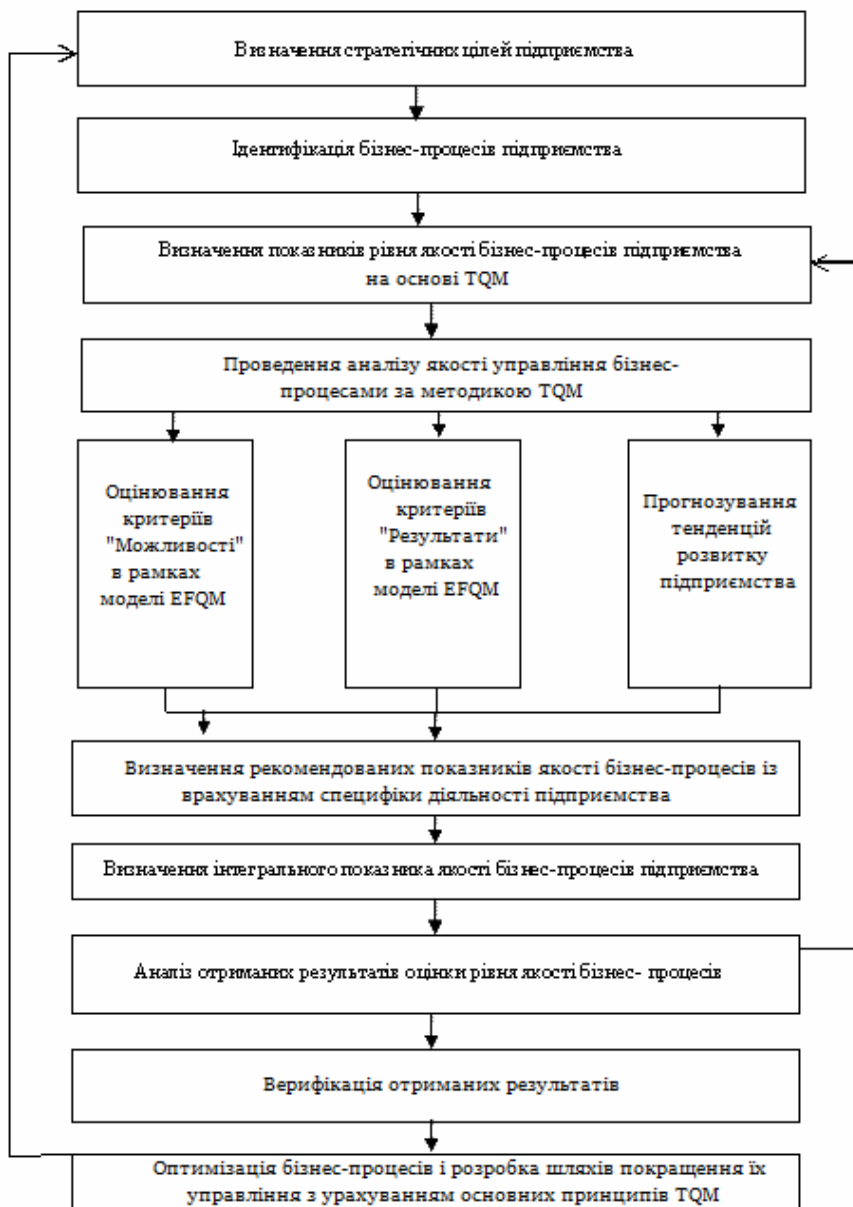 Визначення стратегічних цілей підприємства
Ідентифікація бізнес-процесів підприємства
Визначення показників рівня якості бізнес-процесів підприємства
на основі TQM
Проведення аналізу якості управління бізнес-
процесами за методикою TQM
Оцінювання
критеріїв
"Можливості"
в рамках
моделі EFQM
Оцінювання
критеріїв
"Результати"
в рамках
моделі EFQM
Прогнозування
тенденцій
розвитку
підприємства
Визначення рекомендованих показників якості бізнес-процесів із
врахуванням специфіки діяльності підприємства
Визначення інтегрального показника якості бізнес-процесів підприємства
Аналіз отриманих результатів оцінки рівня якості бізнес- процесів
Верифікація отриманих результатів
Оптимізація бізнес-процесів і розробка шляхів покращення їх
управління з урахуванням основних принципів TQM